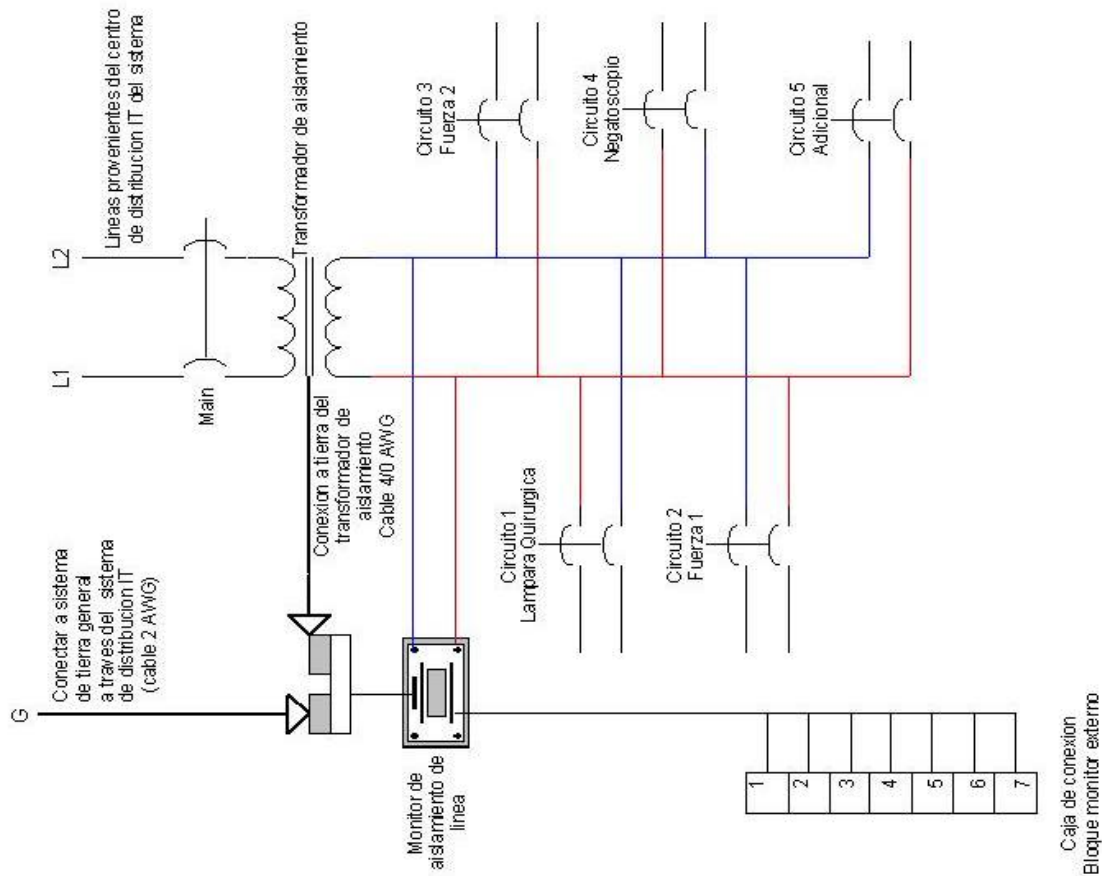 G
Conectar a sistema
de tierra general
a traves del sistema
de distribucion IT
(cable 2 AWG)
L1
L2
Lineas provenientes del centro
de distribucion IT del sistema
Main
Transformador de aislamiento
Conexion a tierra del
transformador de
aislamiento
Cable 4/0 AWG
Monitor de
aislamiento de
linea
Circuito 1
Lampara Quirurgica
Circuito 2
Fuerza 1
Circuito 3
Fuerza 2
Circuito 4
Negatoscopio
Circuito 5
Adicional
1
2
3
4
5
6
7
Caja de conexion
Bloque monitor externo